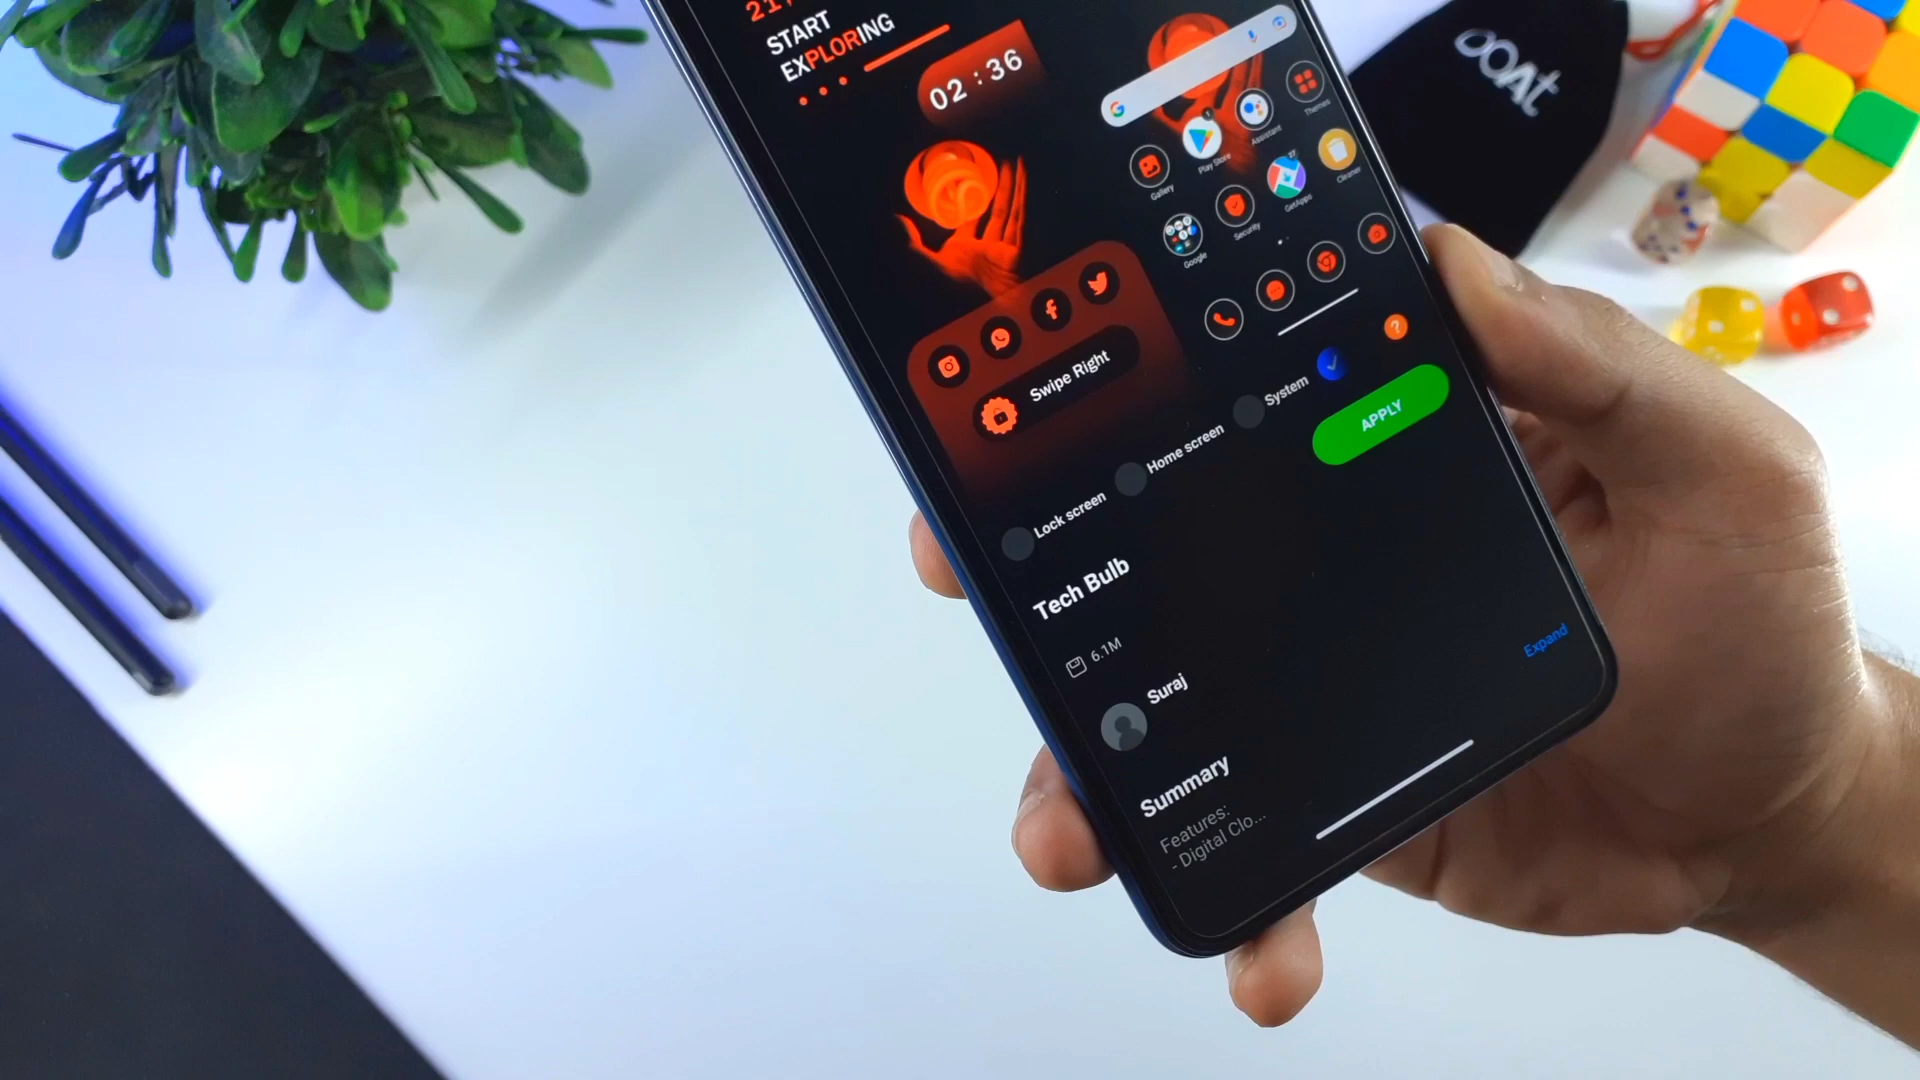 START
EXPLORING
02 : 36
Swipe Right
Gallery
Play Store
Assistant
Themes
Google
Security
GetApps
Cleaner
Lock screen
Home screen
System
?
APPLY
Tech Bulb
6.1M
Suraj
Expand
Summary
Features:
- Digital Clo...
boAt